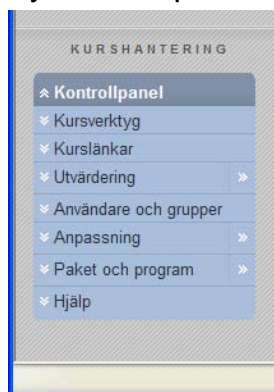 KURSHANTERING
Kontrollpanel
Kursverktyg
Kurslänkar
Utvärdering
Användare och grupper
Anpassning
Paket och program
Hjälp